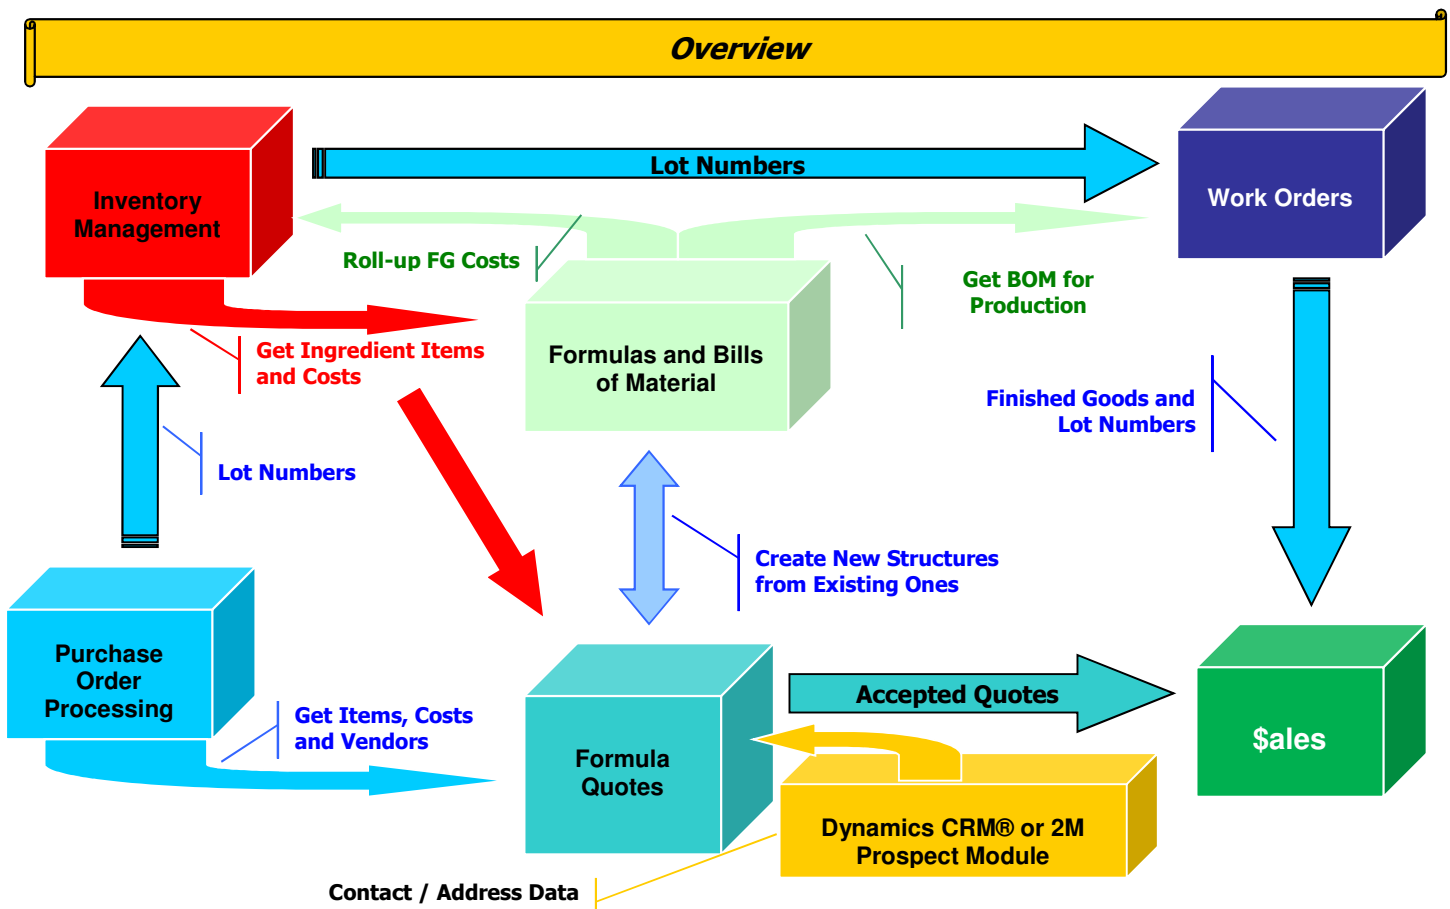 Overview
Inventory
Management
Lot Numbers
Work Orders
Roll-up FG Costs
Get BOM for
Production
Get Ingredient Items
and Costs
Formulas and Bills
of Material
Finished Goods and
Lot Numbers
Lot Numbers
Create New Structures
from Existing Ones
Purchase
Order
Processing
Get Items, Costs
and Vendors
Formula
Quotes
Accepted Quotes
$ales
Dynamics CRM® or 2M
Prospect Module
Contact / Address Data